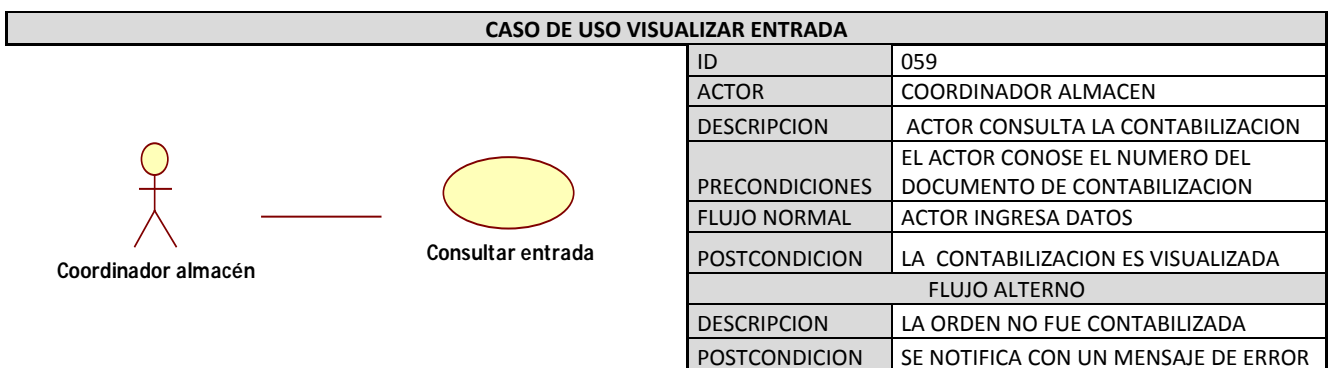 CASO DE USO VISUALIZAR ENTRADA
ID 059
ACTOR COORDINADOR ALMACEN
DESCRIPCION ACTOR CONSULTA LA CONTABILIZACION
EL ACTOR CONOSE EL NUMERO DEL
PRECONDICIONES DOCUMENTO DE CONTABILIZACION
FLUJO NORMAL ACTOR INGRESA DATOS
POSTCONDICION LA CONTABILIZACION ES VISUALIZADA
FLUJO ALTERNO
DESCRIPCION LA ORDEN NO FUE CONTABILIZADA
POSTCONDICION SE NOTIFICA CON UN MENSAJE DE ERROR
Coordinador almacén
Consultar entrada